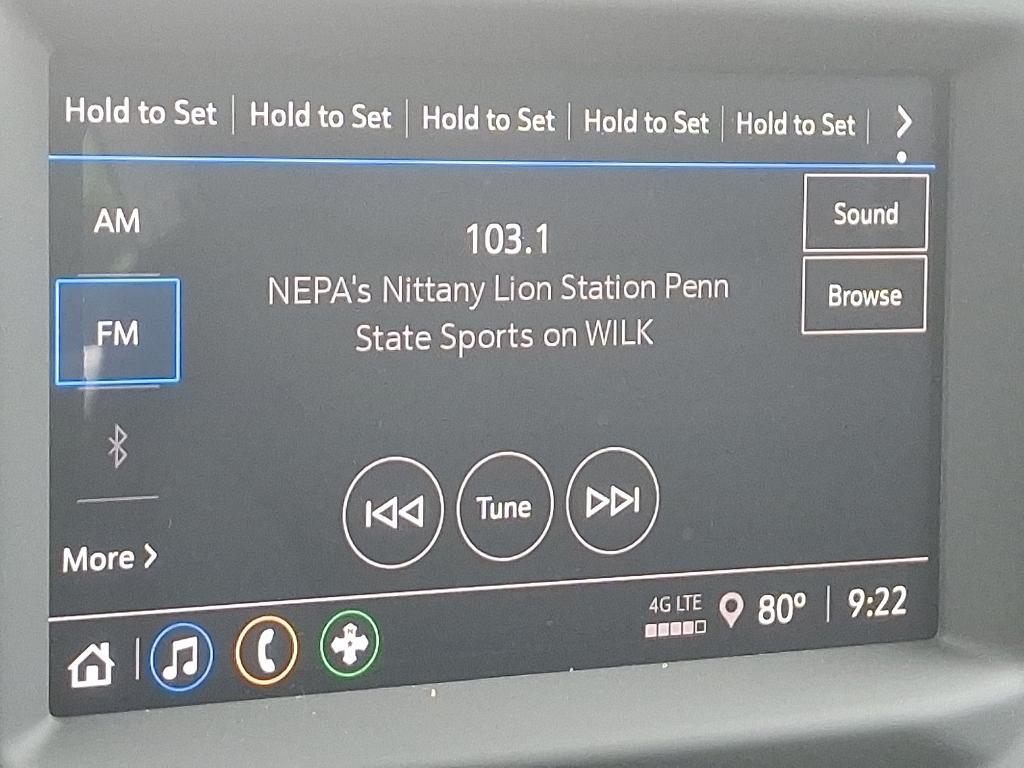 Hold to Set Hold to Set Hold to Set Hold to Set Hold to Set
AM
Sound
103.1
NEPA's Nittany Lion Station Penn
Browse
FM
State Sports on WILK
Tune
More
4G LTE
80º
9:22